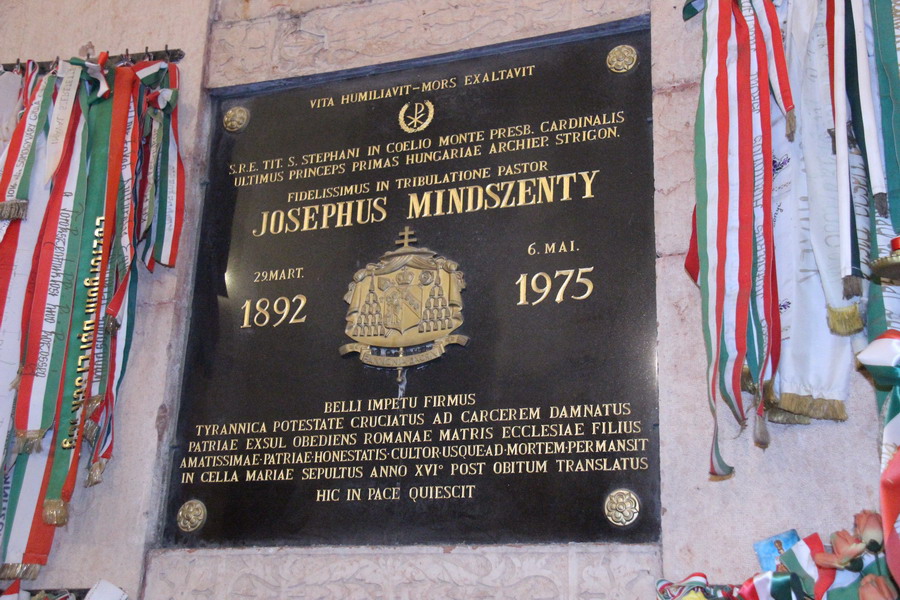 VITA HUMILIAVIT–MORS EXALTAVIT
S.R.E. TIT. S. STEPHANI IN COELIO MONTE PRESB. CARDINALIS
ULTIMUS PRINCEPS PRIMAS HUNGARIAE ARCHIEP. STRIGON.
FIDELISSIMUS IN TRIBULATIONE PASTOR
JOSEPHUS MINDSZENTY
29 MART.
1892
6. MAI.
1975
BELLI IMPETU FIRMUS
TYRANNICA POTESTATE CRUCIATUS AD CARCEREM DAMNATUS
PATRIAE EXSUL OBEDIENS ROMANAE MATRIS ECCLESIAE FILIUS
AMATISSIMAE·PATRIAE·HONESTATIS·CULTOR·USQUE·AD·MORTEM·PERMANSIT
IN CELLA MARIAE SEPULTUS ANNO XVI° POST OBITUM TRANSLATUS
HIC IN PACE QUIESCIT